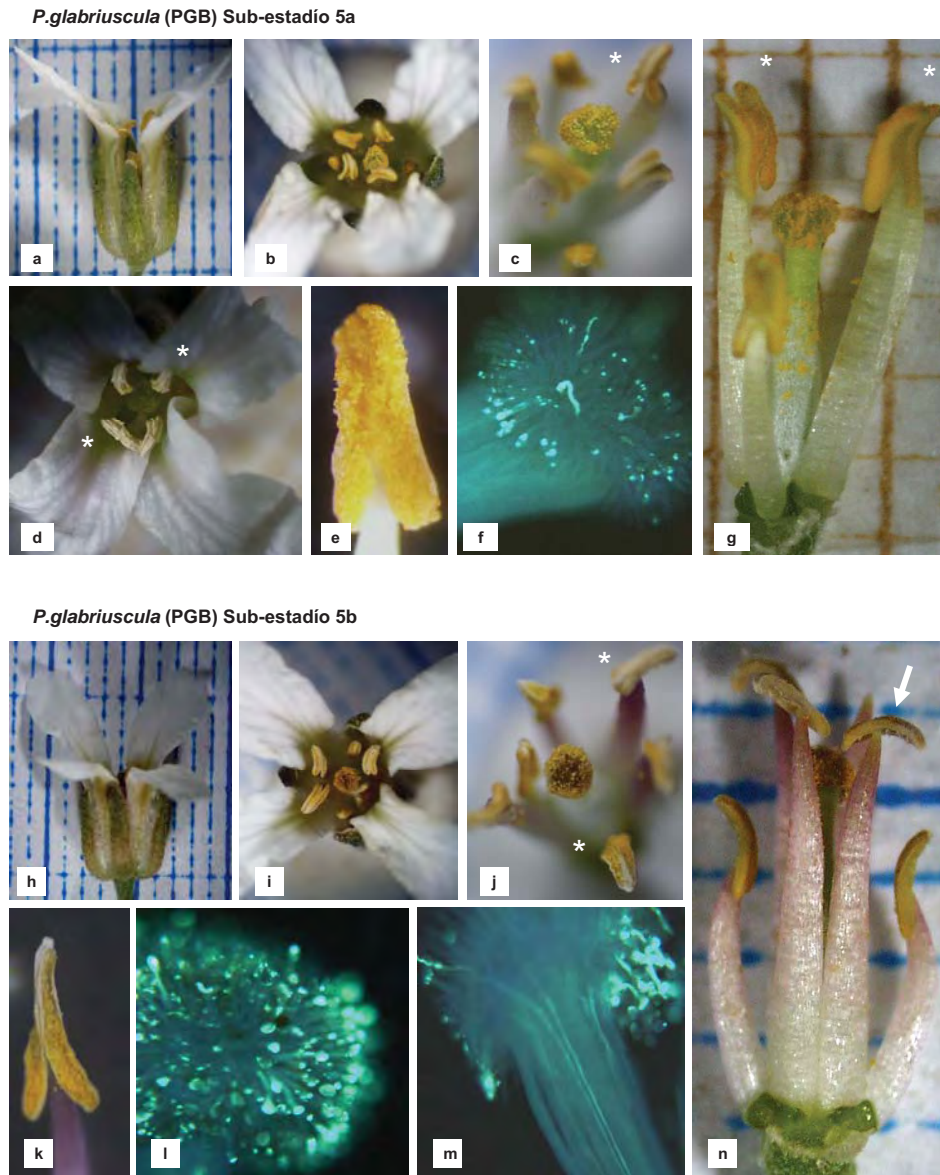 P.glabriuscula (PGB) Sub-estadío 5a
a
b
c
*
g
*
*
d
*
*
e
f
P.glabriuscula (PGB) Sub-estadío 5b
h
i
j
*
*
n
k
l
m